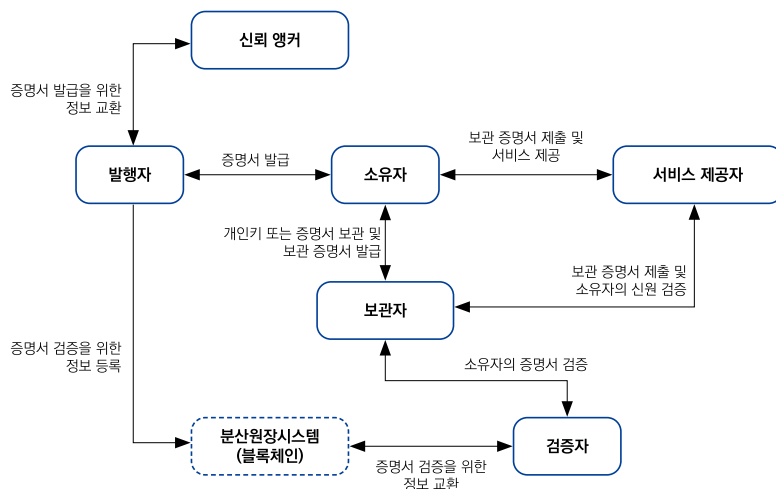 신뢰 앵커
증명서 발급을 위한
정보 교환
발행자
증명서 발급
소유자
보관 증명서 제출 및
서비스 제공
서비스 제공자
개인키 또는 증명서 보관 및
보관 증명서 발급
보관 증명서 제출 및
소유자의 신원 검증
보관자
증명서 검증을 위한
정보 등록
소유자의 증명서 검증
분산원장시스템
(블록체인)
검증자
증명서 검증을 위한
정보 교환